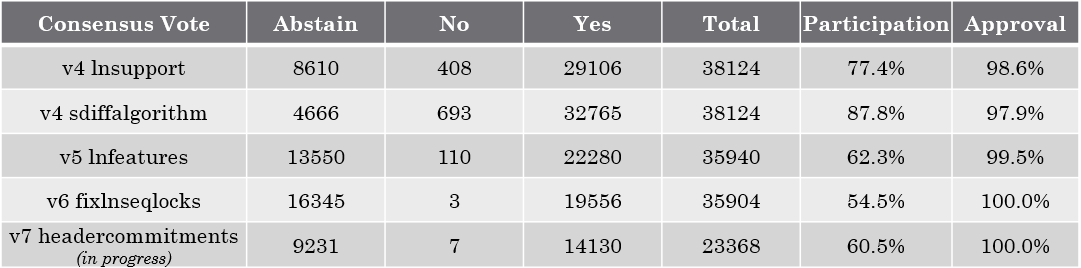 Consensus Vote Abstain No Yes Total Participation Approval
v4 lnsupport 8610 408 29106 38124 77.4% 98.6%
v4 sdiffalgorithm 4666 693 32765 38124 87.8% 97.9%
v5 lnfeatures 13550 110 22280 35940 62.3% 99.5%
v6 fixlnseqlocks 16345 3 19556 35904 54.5% 100.0%
v7 headercommitments 9231 7 14130 23368 60.5% 100.0%
(in progress)